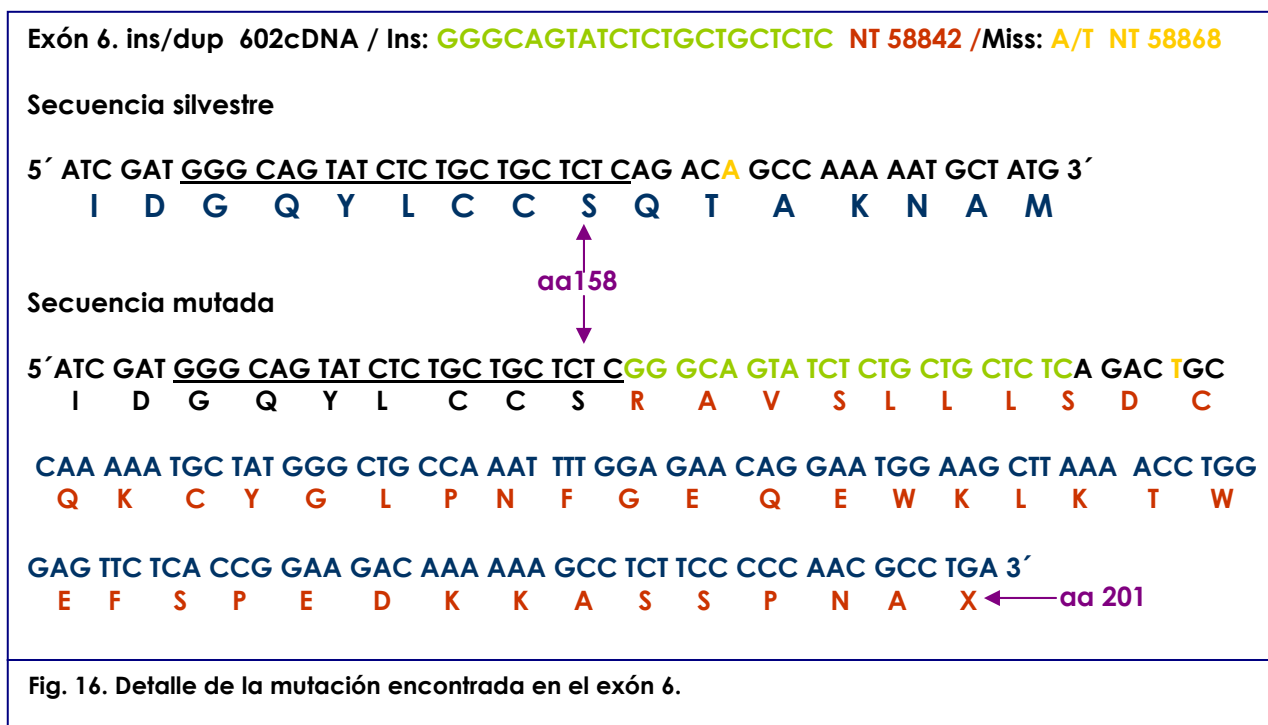 Exón 6. ins/dup 602cDNA / Ins: GGGCAGTATCTCTGCTGCTCTC NT 58842 /Miss: A/T NT 58868
Secuencia silvestre
5´ ATC GAT GGG CAG TAT CTC TGC TGC TCT CAG ACA GCC AAA AAT GCT ATG 3´
I D G Q Y L C C S Q T A K N A M
aa158
Secuencia mutada
5´ATC GAT GGG CAG TAT CTC TGC TGC TCT CGG GCA GTA TCT CTG CTG CTC TCA GAC TGC
I D G Q Y L C C S R A V S L L L S D C
CAA AAA TGC TAT GGG CTG CCA AAT TTT GGA GAA CAG GAA TGG AAG CTT AAA ACC TGG
Q K C Y G L P N F G E Q E W K L K T W
GAG TTC TCA CCG GAA GAC AAA AAA GCC TCT TCC CCC AAC GCC TGA 3´
E F S P E D K K A S S P N A X aa 201
Fig. 16. Detalle de la mutación encontrada en el exón 6.